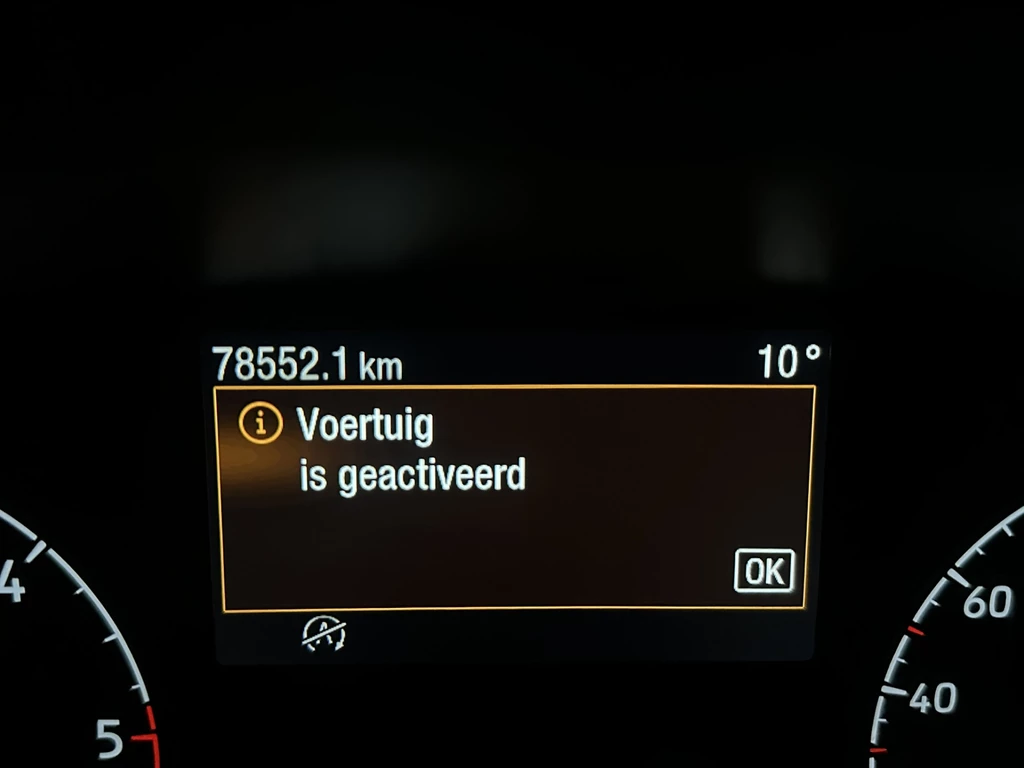 78552.1 km 10°
i Voertuig
is geactiveerd
OK
A
4
5
60
40